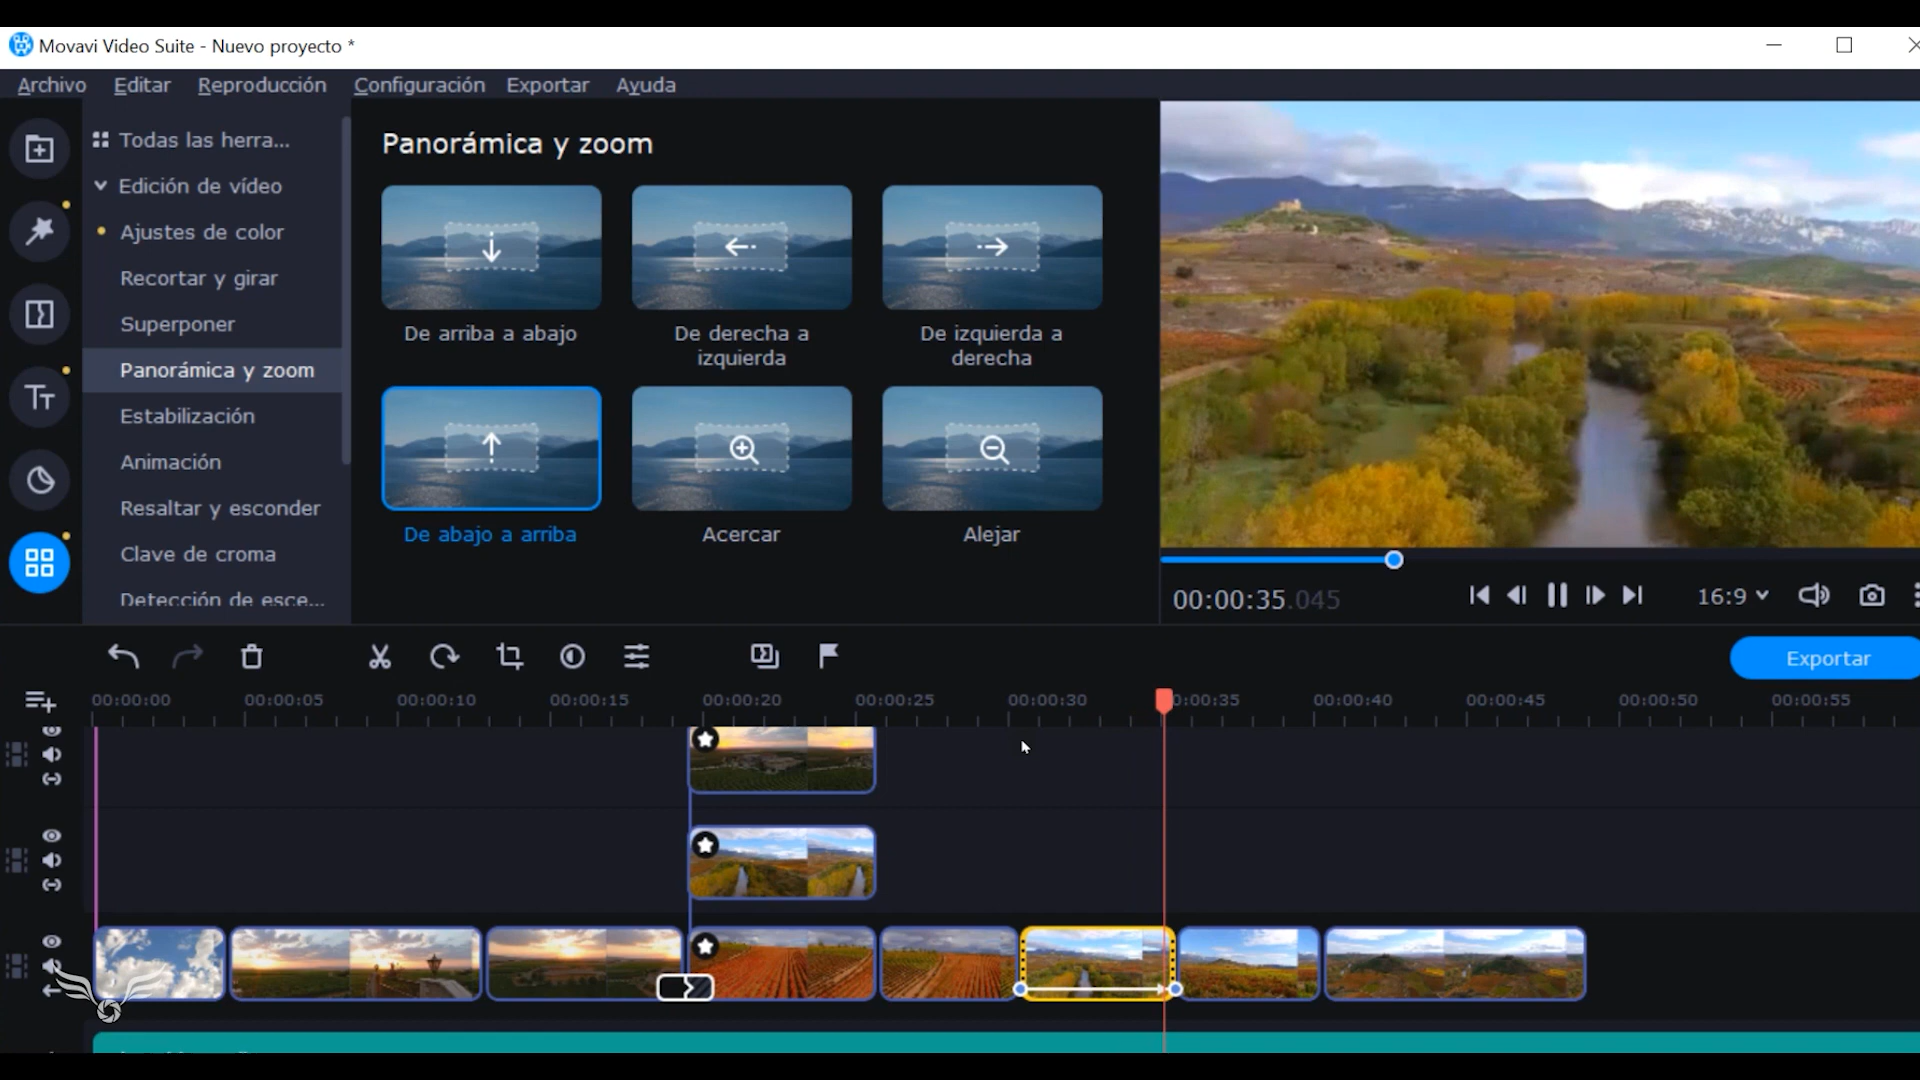 Movavi Video Suite - Nuevo proyecto *
Archivo Editar Reproducción Configuración Exportar Ayuda
Todas las herra...
Edición de vídeo
Ajustes de color
Recortar y girar
Superponer
Panorámica y zoom
Estabilización
Animación
Resaltar y esconder
Clave de croma
Detección de esce...
Panorámica y zoom
De arriba a abajo
De derecha a
izquierda
De izquierda a
derecha
De abajo a arriba
Acercar
Alejar
00:00:35.045
16:9
Exportar
00:00:00 00:00:05 00:00:10 00:00:15 00:00:20 00:00:25 00:00:30 00:00:35 00:00:40 00:00:45 00:00:50 00:00:55